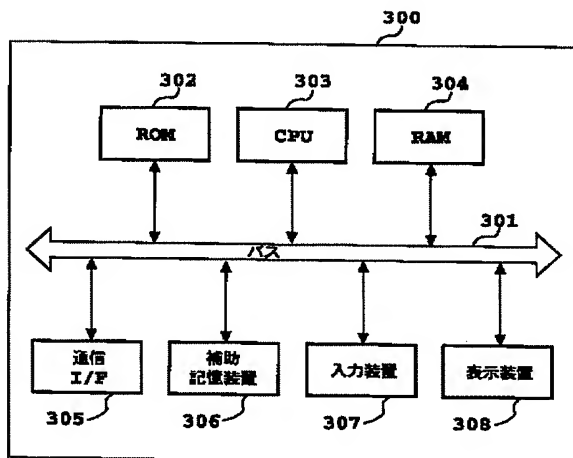 300
302
303
304
ROM
CPU
RAM
301
バス
通信
I/F
補助
記憶装置
入力装置
表示装置
305
306
307
308